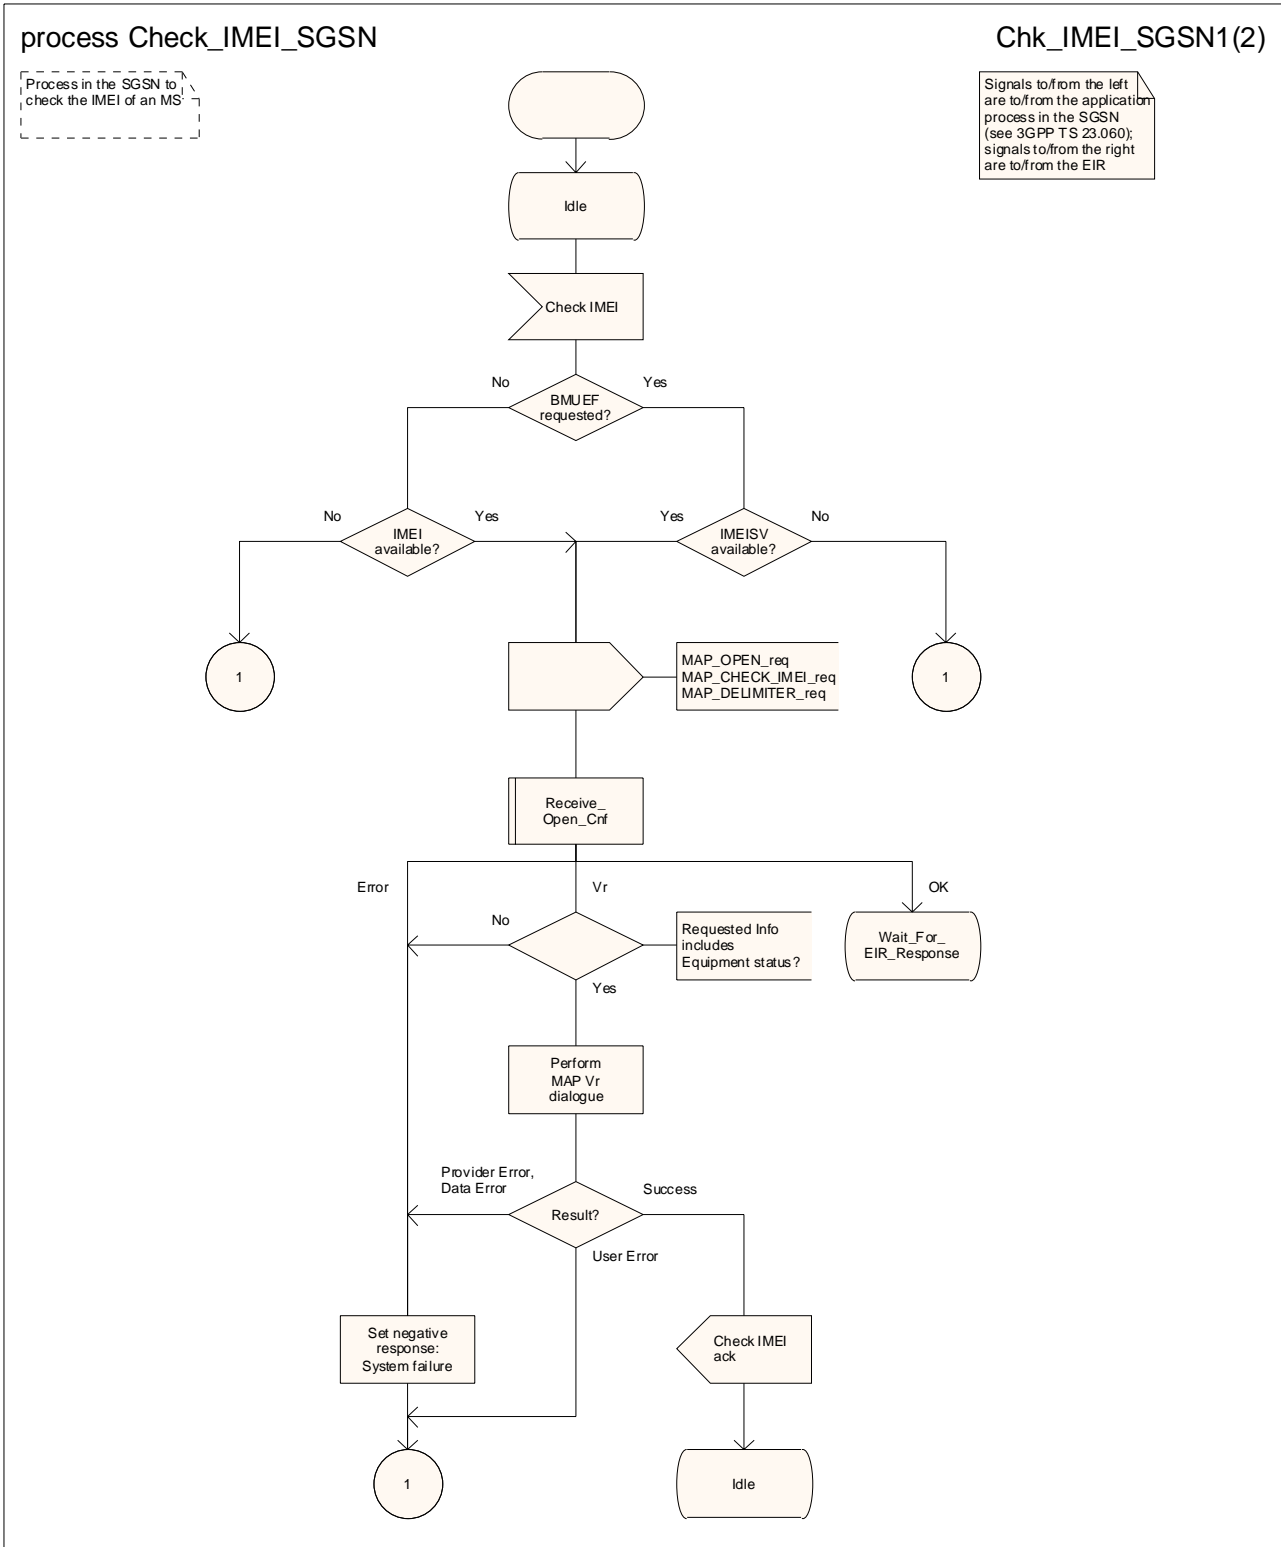 process Check_IMEI_SGSN
Chk_IMEI_SGSN1(2)
Process in the SGSN to
check the IMEI of an MS
Signals to/from the left
are to/from the application
process in the SGSN
(see 3GPP TS 23.060);
signals to/from the right
are to/from the EIR
Idle
Check IMEI
No
Yes
BMUEF
requested?
No
Yes
Yes
No
IMEI
available?
IMEISV
available?
1
MAP_OPEN_req
MAP_CHECK_IMEI_req
MAP_DELIMITER_req
1
Receive_
Open_Cnf
Error
Vr
OK
No
Requested Info
includes
Equipment status?
Wait_For_
EIR_Response
Yes
Perform
MAP Vr
dialogue
Provider Error,
Data Error
Success
Result?
User Error
Set negative
response:
System failure
Check IMEI
ack
1
Idle